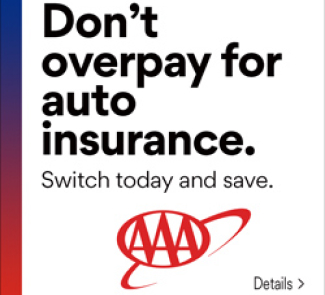 Don't
overpay for
auto
insurance.
Switch today and save.
AAA
Details >